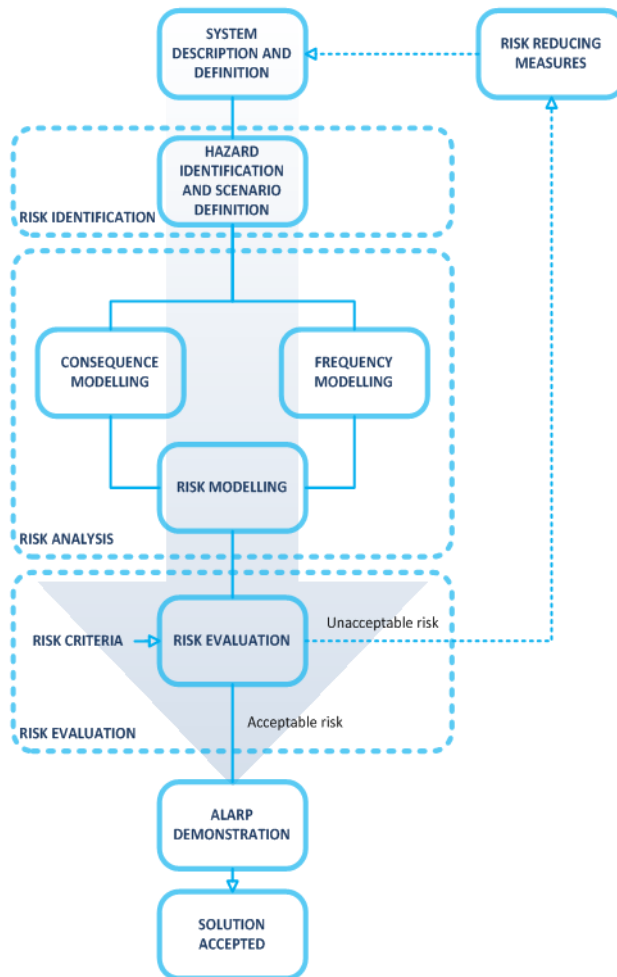 SYSTEM
DESCRIPTION AND
DEFINITION
RISK REDUCING
MEASURES
HAZARD
IDENTIFICATION
AND SCENARIO
DEFINITION
RISK IDENTIFICATION
CONSEQUENCE
MODELLING
FREQUENCY
MODELLING
RISK MODELLING
RISK ANALYSIS
Unacceptable risk
RISK CRITERIA
RISK EVALUATION
Acceptable risk
RISK EVALUATION
ALARP
DEMONSTRATION
SOLUTION
ACCEPTED